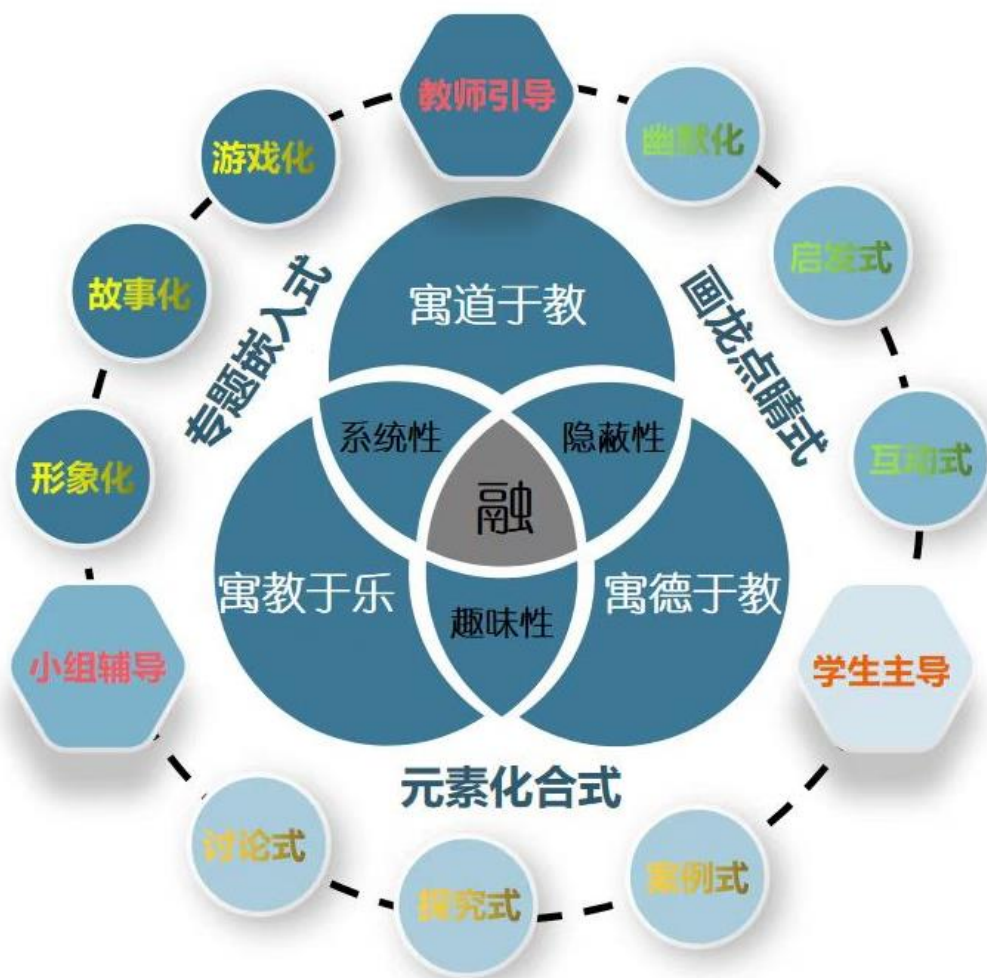 教师引导
幽默化
游戏化
启发式
故事化
专题嵌入式
画龙点睛式
寓道于教
系统性
隐蔽性
互动式
形象化
融
寓教于乐
寓德于教
趣味性
小组辅导
学生主导
元素化合式
讨论式
案例式
探究式